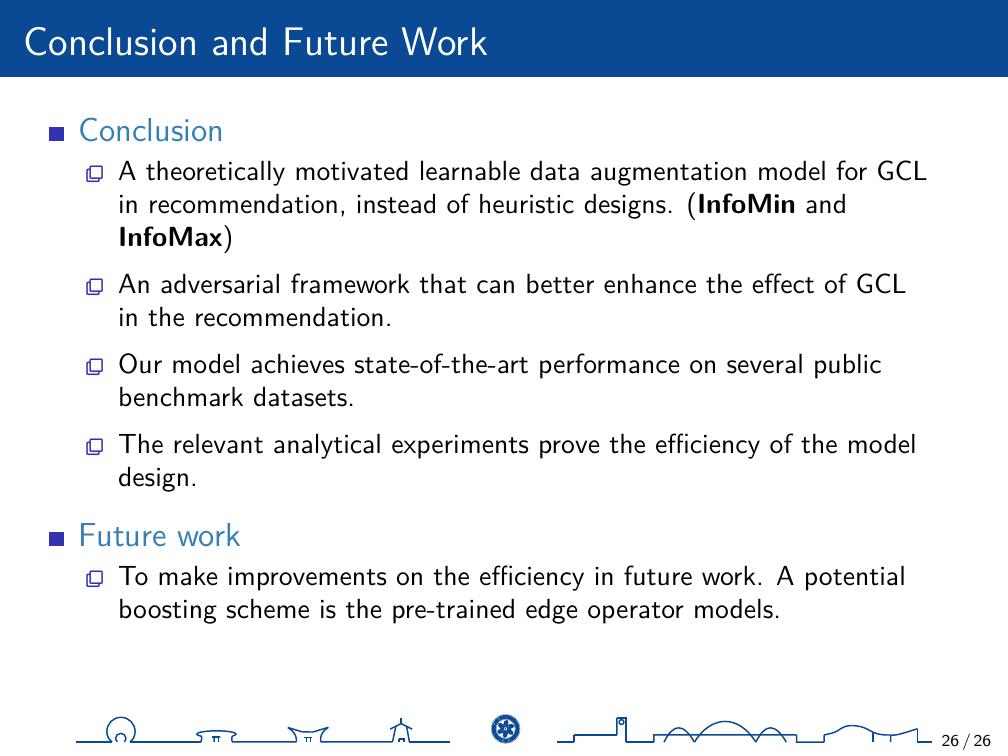 Conclusion and Future Work
Conclusion
A theoretically motivated learnable data augmentation model for GCL
in recommendation, instead of heuristic designs. (InfoMin and
InfoMax)
An adversarial framework that can better enhance the effect of GCL
in the recommendation.
Our model achieves state-of-the-art performance on several public
benchmark datasets.
The relevant analytical experiments prove the efficiency of the model
design.
Future work
To make improvements on the efficiency in future work. A potential
boosting scheme is the pre-trained edge operator models.
26 / 26